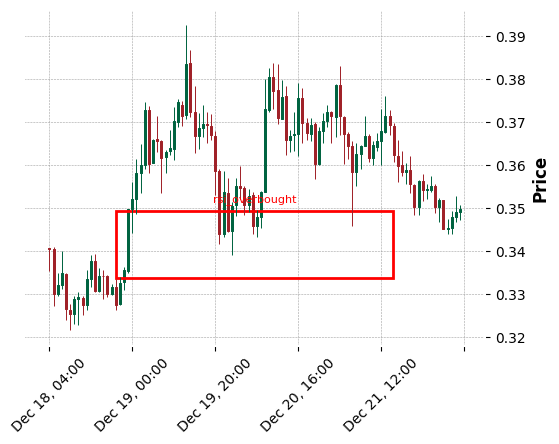 0.39
0.38
0.37
0.36
0.35
0.34
0.33
0.32
Price
rsi_overbought
Dec 18, 04:00
Dec 19, 00:00
Dec 19, 20:00
Dec 20, 16:00
Dec 21, 12:00